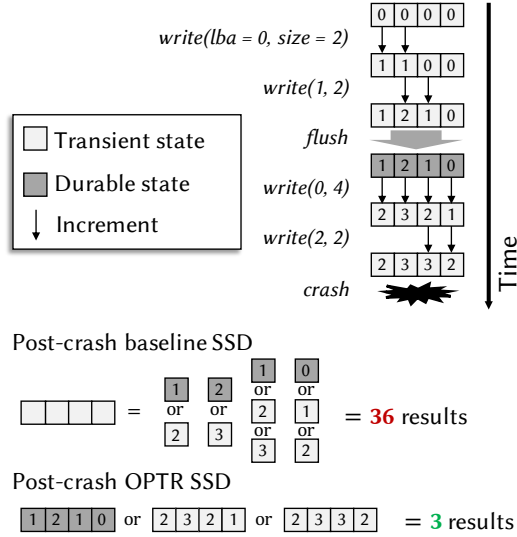 0 0 0 0
write(lba = 0, size = 2)
1 1 0 0
write(1, 2)
1 2 1 0
flush
Transient state
Durable state
Increment
1 2 1 0
write(0, 4)
2 3 2 1
write(2, 2)
2 3 3 2
crash
Time
Post-crash baseline SSD
1 0
1 2 or or
= or or 2 1 = 36 results
2 3 or or
3 2
Post-crash OPTR SSD
1 2 1 0 or 2 3 2 1 or 2 3 3 2 = 3 results